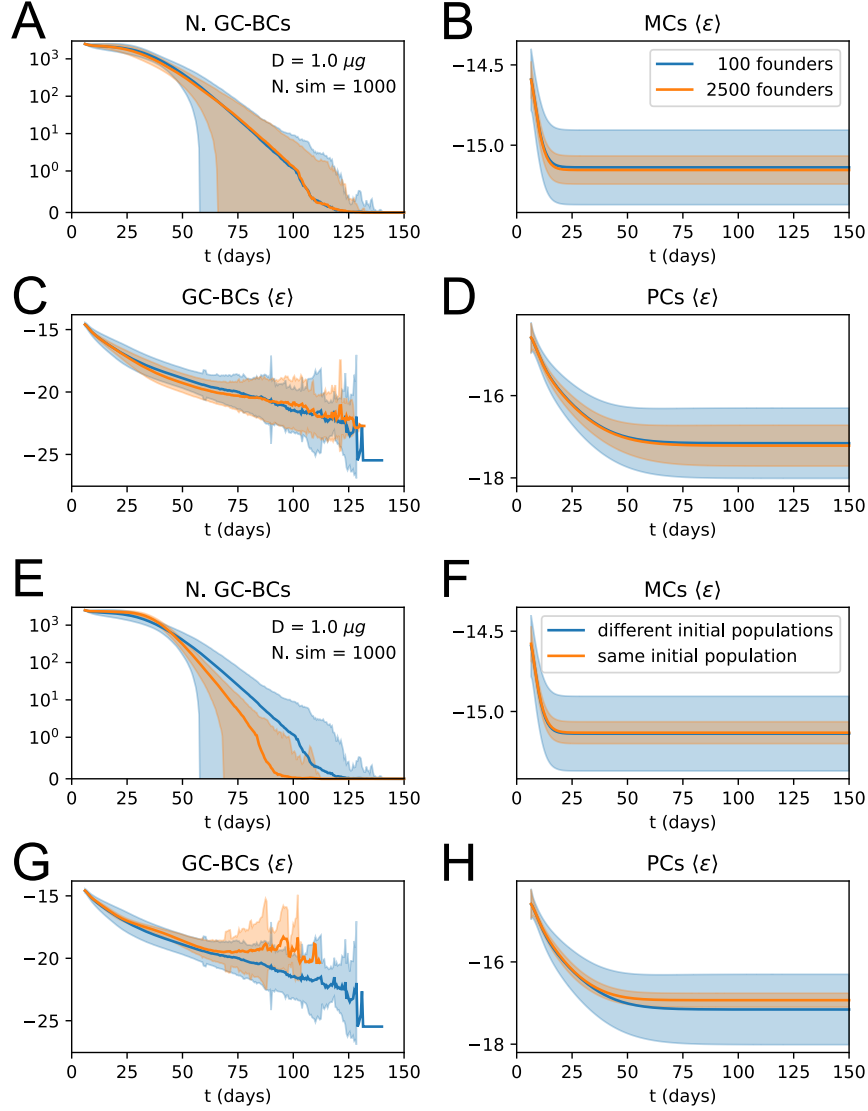 A
N. GC-BCs
D = 1.0 μg
N. sim = 1000
10³
10²
10¹
10⁰
0
0 25 50 75 100 125 150
t (days)
B
MCs ⟨ε⟩
100 founders
2500 founders
−14.5
−15.0
0 25 50 75 100 125 150
t (days)
C
GC-BCs ⟨ε⟩
−15
−20
−25
0 25 50 75 100 125 150
t (days)
D
PCs ⟨ε⟩
−16
−18
0 25 50 75 100 125 150
t (days)
E
N. GC-BCs
D = 1.0 μg
N. sim = 1000
10³
10²
10¹
10⁰
0
0 25 50 75 100 125 150
t (days)
F
MCs ⟨ε⟩
different initial populations
same initial population
−14.5
−15.0
0 25 50 75 100 125 150
t (days)
G
GC-BCs ⟨ε⟩
−15
−20
−25
0 25 50 75 100 125 150
t (days)
H
PCs ⟨ε⟩
−16
−18
0 25 50 75 100 125 150
t (days)